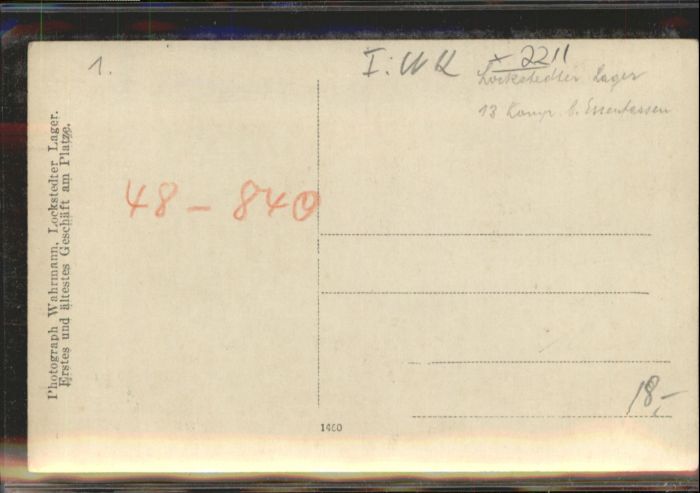 1.
I. WK
x 2211
Lockstedter Lager
13 Komp. b. Essenfassen
48 - 840
Photograph Wahrmann, Lockstedter Lager.
Erstes und ältestes Geschäft am Platze.
18,-
1460